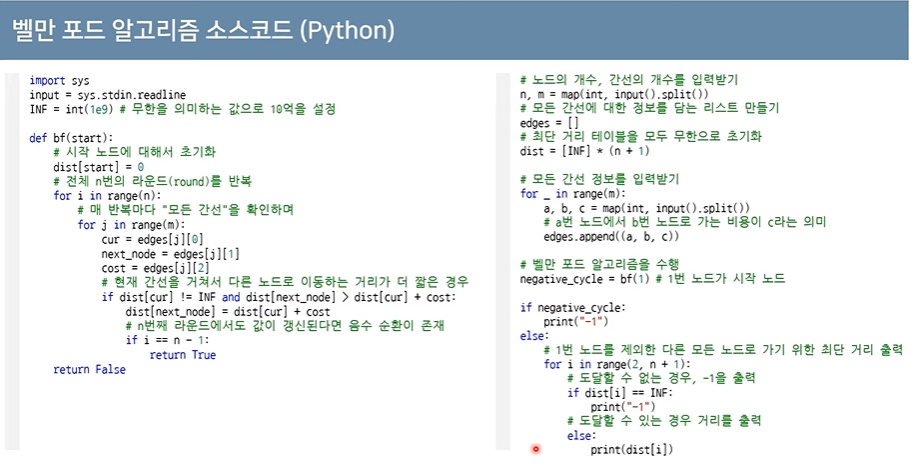 벨만 포드 알고리즘 소스코드 (Python)
import sys
input = sys.stdin.readline
INF = int(1e9) # 무한을 의미하는 값으로 10억을 설정

def bf(start):
    # 시작 노드에 대해서 초기화
    dist[start] = 0
    # 전체 n번의 라운드(round)를 반복
    for i in range(n):
        # 매 반복마다 "모든 간선"을 확인하며
        for j in range(m):
            cur = edges[j][0]
            next_node = edges[j][1]
            cost = edges[j][2]
            # 현재 간선을 거쳐서 다른 노드로 이동하는 거리가 더 짧은 경우
            if dist[cur] != INF and dist[next_node] > dist[cur] + cost:
                dist[next_node] = dist[cur] + cost
                # n번째 라운드에서도 값이 갱신된다면 음수 순환이 존재
                if i == n - 1:
                    return True
    return False
# 노드의 개수, 간선의 개수를 입력받기
n, m = map(int, input().split())
# 모든 간선에 대한 정보를 담는 리스트 만들기
edges = []
# 최단 거리 테이블을 모두 무한으로 초기화
dist = [INF] * (n + 1)

# 모든 간선 정보를 입력받기
for _ in range(m):
    a, b, c = map(int, input().split())
    # a번 노드에서 b번 노드로 가는 비용이 c라는 의미
    edges.append((a, b, c))

# 벨만 포드 알고리즘을 수행
negative_cycle = bf(1) # 1번 노드가 시작 노드

if negative_cycle:
    print("-1")
else:
    # 1번 노드를 제외한 다른 모든 노드로 가기 위한 최단 거리 출력
    for i in range(2, n + 1):
        # 도달할 수 없는 경우, -1을 출력
        if dist[i] == INF:
            print("-1")
        # 도달할 수 있는 경우 거리를 출력
        else:
            print(dist[i])